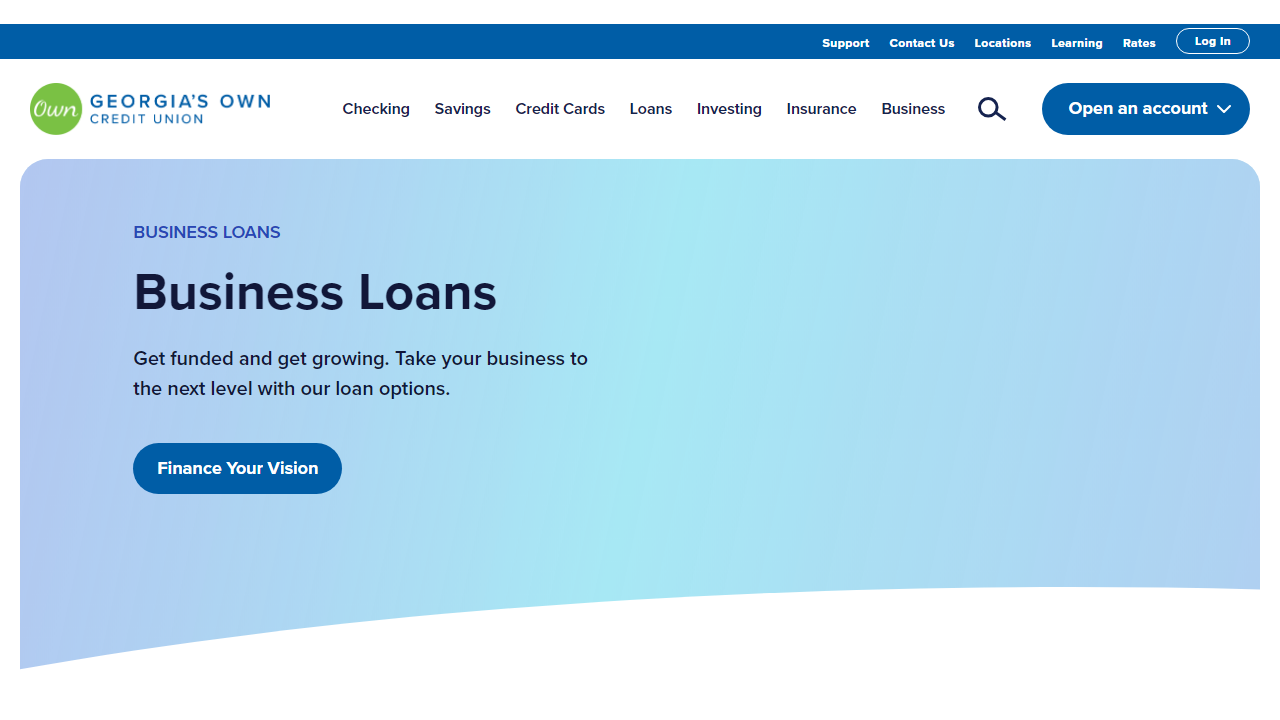 Support Contact Us Locations Learning Rates Log In
Own GEORGIA'S OWN
CREDIT UNION
Checking Savings Credit Cards Loans Investing Insurance Business Open an account
BUSINESS LOANS
Business Loans
Get funded and get growing. Take your business to
the next level with our loan options.
Finance Your Vision